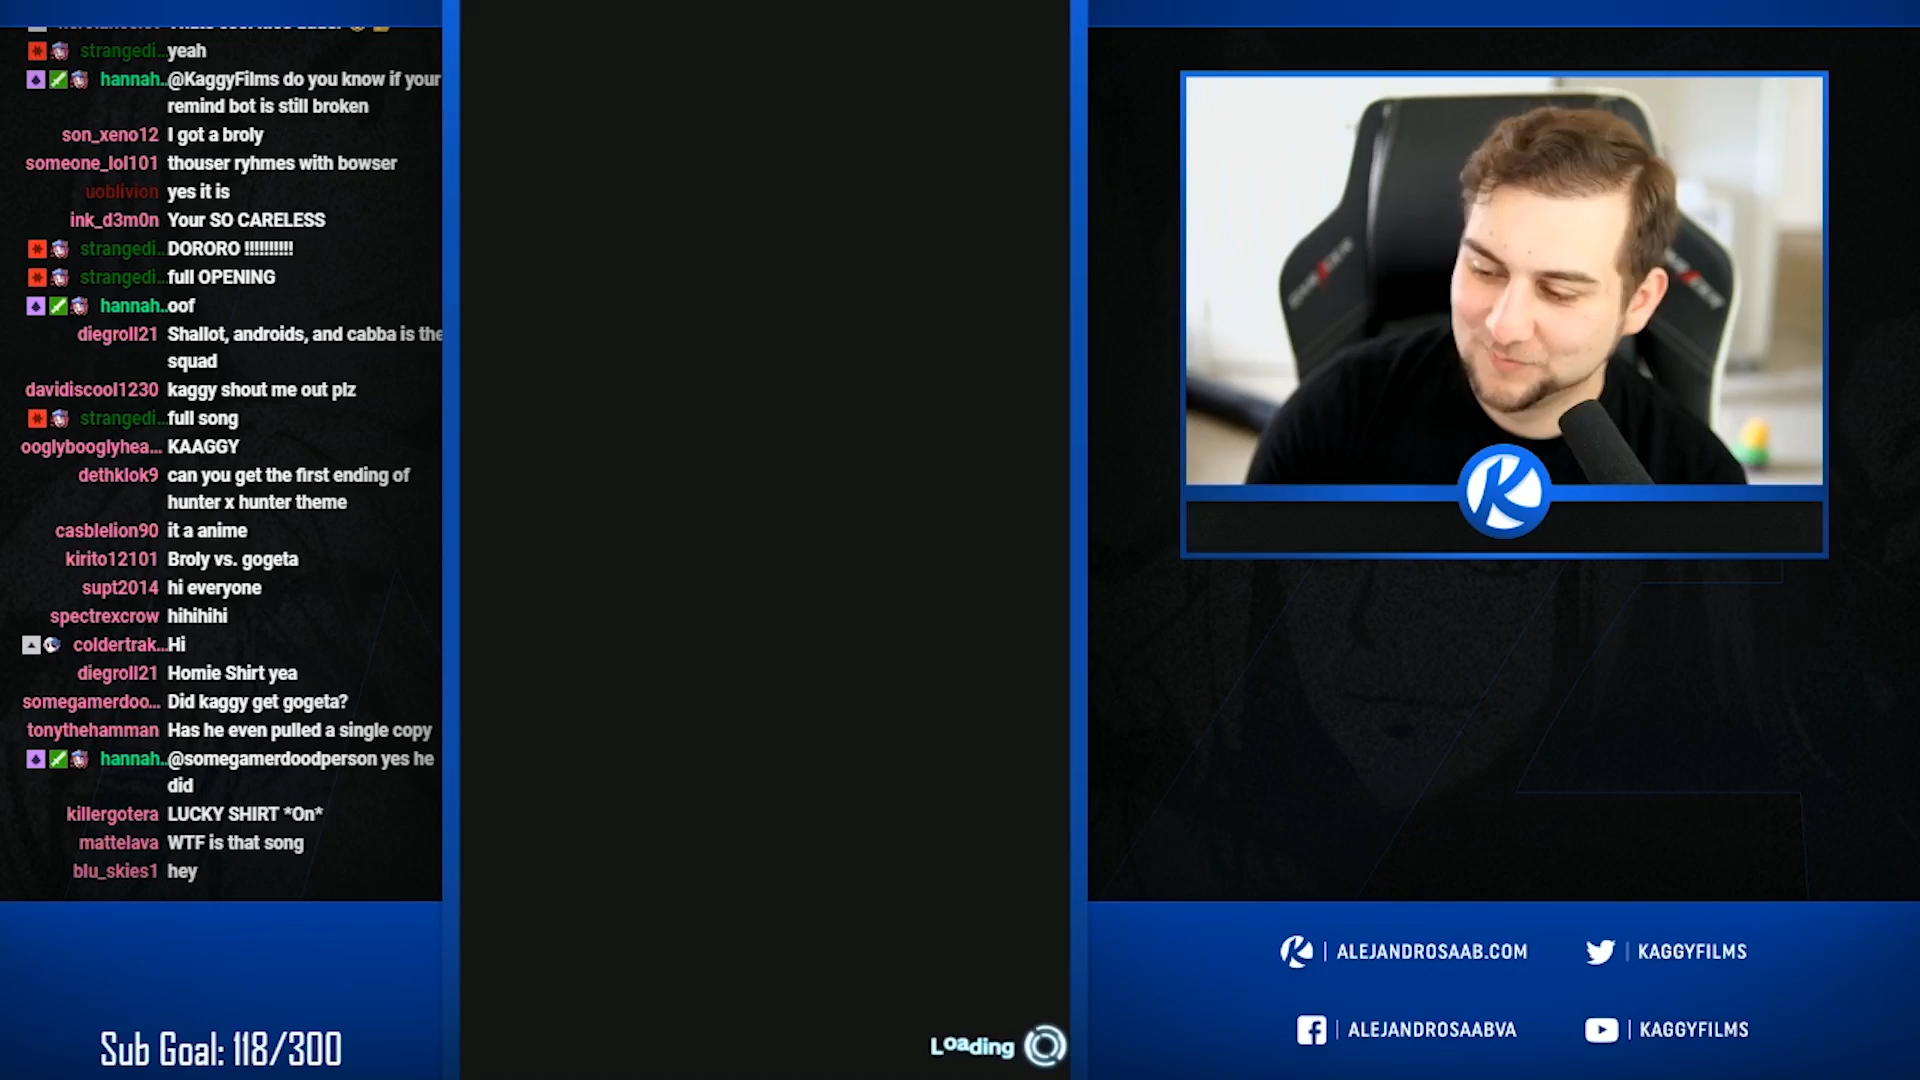 strangedi...yeah
hannah..@KaggyFilms do you know if your
remind bot is still broken
son_xeno12 I got a broly
someone_lol101 thouser ryhmes with bowser
uoblivion yes it is
ink_d3m0n Your SO CARELESS
strangedi...DORORO !!!!!!!!!!
strangedi...full OPENING
hannah..oof
diegroll21 Shallot, androids, and cabba is the
squad
davidiscool1230 kaggy shout me out plz
strangedi...full song
ooglybooglyhea... KAAGGY
dethklok9 can you get the first ending of
hunter x hunter theme
casblelion90 it a anime
kirito12101 Broly vs. gogeta
supt2014 hi everyone
spectrexcrow hihihihi
coldertrak...Hi
diegroll21 Homie Shirt yea
somegamerdoo... Did kaggy get gogeta?
tonythehamman Has he even pulled a single copy
hannah..@somegamerdoodperson yes he
did
killergotera LUCKY SHIRT *On*
mattelava WTF is that song
blu_skies1 hey
Sub Goal: 118/300
Loading
K
K | ALEJANDROSAAB.COM
| KAGGYFILMS
f | ALEJANDROSAABVA
| KAGGYFILMS